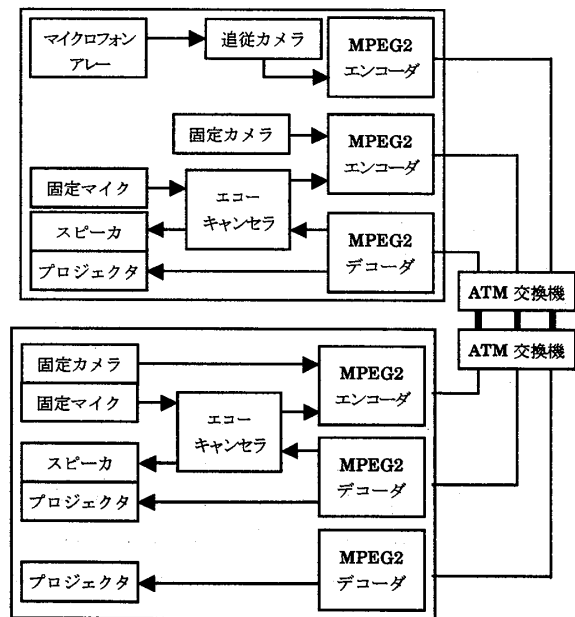 マイクロフォン
アレー
追従カメラ
MPEG2
エンコーダ
固定カメラ
MPEG2
エンコーダ
固定マイク
エコー
キャンセラ
スピーカ
プロジェクタ
MPEG2
デコーダ
ATM 交換機
ATM 交換機
固定カメラ
固定マイク
エコー
キャンセラ
MPEG2
エンコーダ
スピーカ
プロジェクタ
MPEG2
デコーダ
プロジェクタ
MPEG2
デコーダ